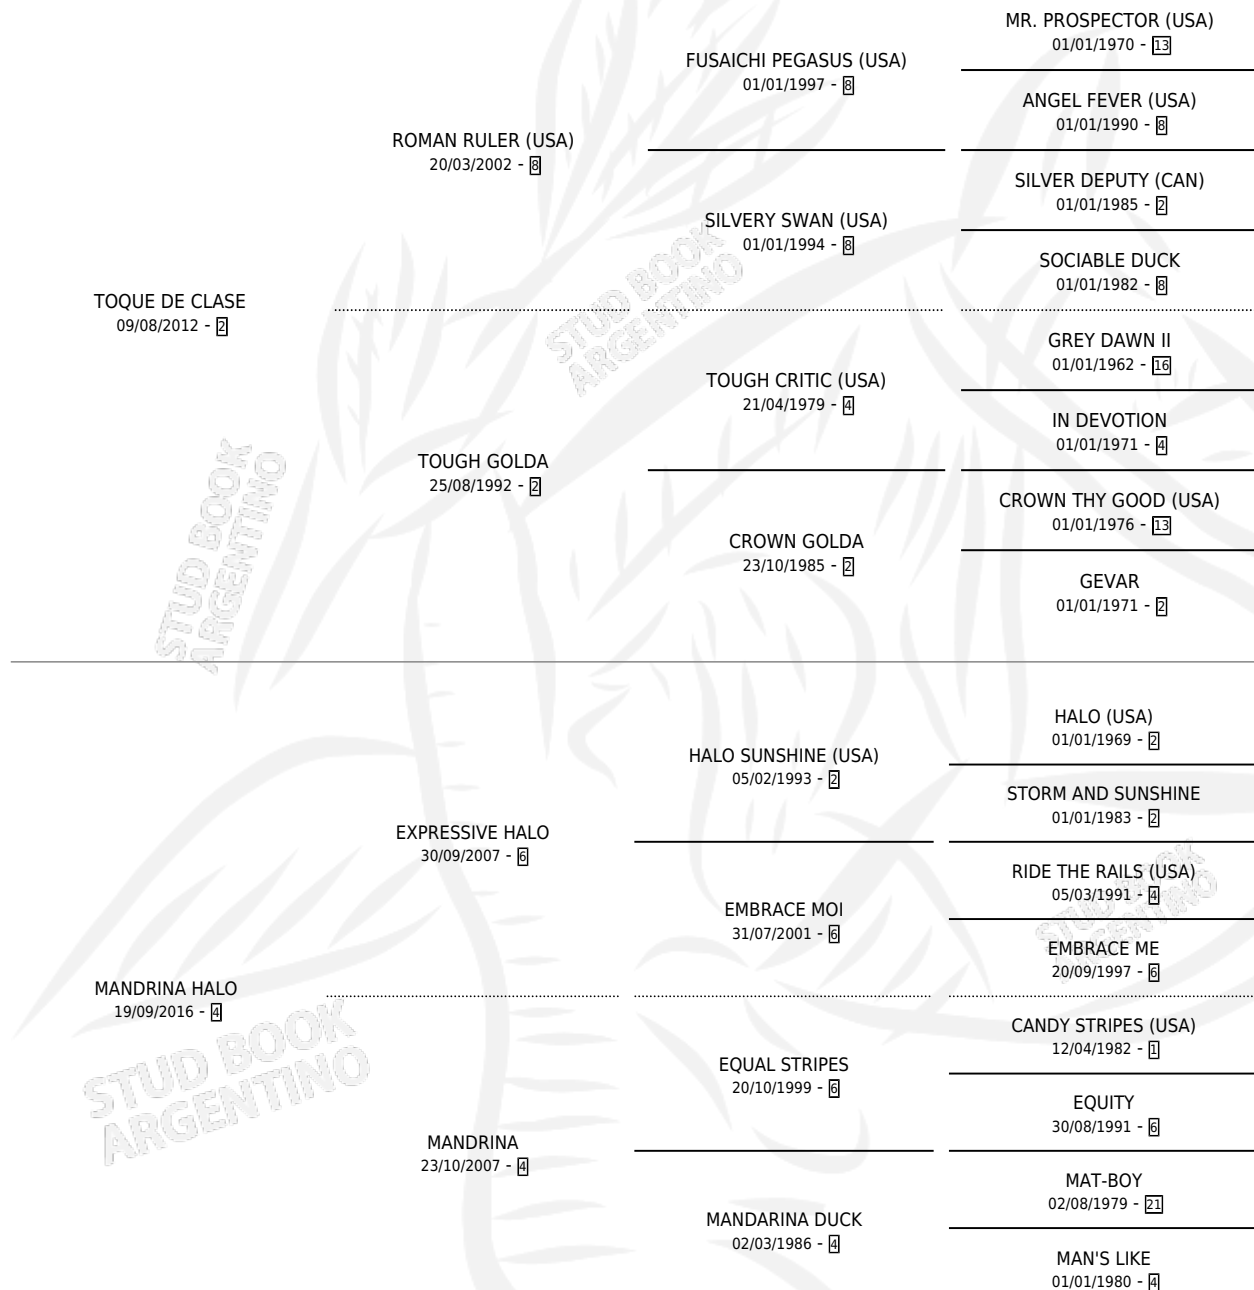 MR. PROSPECTOR (USA)
01/01/1970 - 13
FUSAICHI PEGASUS (USA)
01/01/1997 - 8
ANGEL FEVER (USA)
01/01/1990 - 8
ROMAN RULER (USA)
20/03/2002 - 8
SILVER DEPUTY (CAN)
01/01/1985 - 2
SILVERY SWAN (USA)
01/01/1994 - 8
SOCIABLE DUCK
01/01/1982 - 8
TOQUE DE CLASE
09/08/2012 - 2
GREY DAWN II
01/01/1962 - 16
TOUGH CRITIC (USA)
21/04/1979 - 4
IN DEVOTION
01/01/1971 - 4
TOUGH GOLDA
25/08/1992 - 2
CROWN THY GOOD (USA)
01/01/1976 - 13
CROWN GOLDA
23/10/1985 - 2
GEVAR
01/01/1971 - 2
HALO (USA)
01/01/1969 - 2
HALO SUNSHINE (USA)
05/02/1993 - 2
STORM AND SUNSHINE
01/01/1983 - 2
EXPRESSIVE HALO
30/09/2007 - 6
RIDE THE RAILS (USA)
05/03/1991 - 4
EMBRACE MOI
31/07/2001 - 6
EMBRACE ME
20/09/1997 - 6
MANDRINA HALO
19/09/2016 - 4
CANDY STRIPES (USA)
12/04/1982 - 1
EQUAL STRIPES
20/10/1999 - 6
EQUITY
30/08/1991 - 6
MANDRINA
23/10/2007 - 4
MAT-BOY
02/08/1979 - 21
MANDARINA DUCK
02/03/1986 - 4
MAN'S LIKE
01/01/1980 - 4
STUD BOOK
ARGENTINO
STUD BOOK
ARGENTINO
STUD BOOK
ARGENTINO
STUD BOOK
ARGENTINO